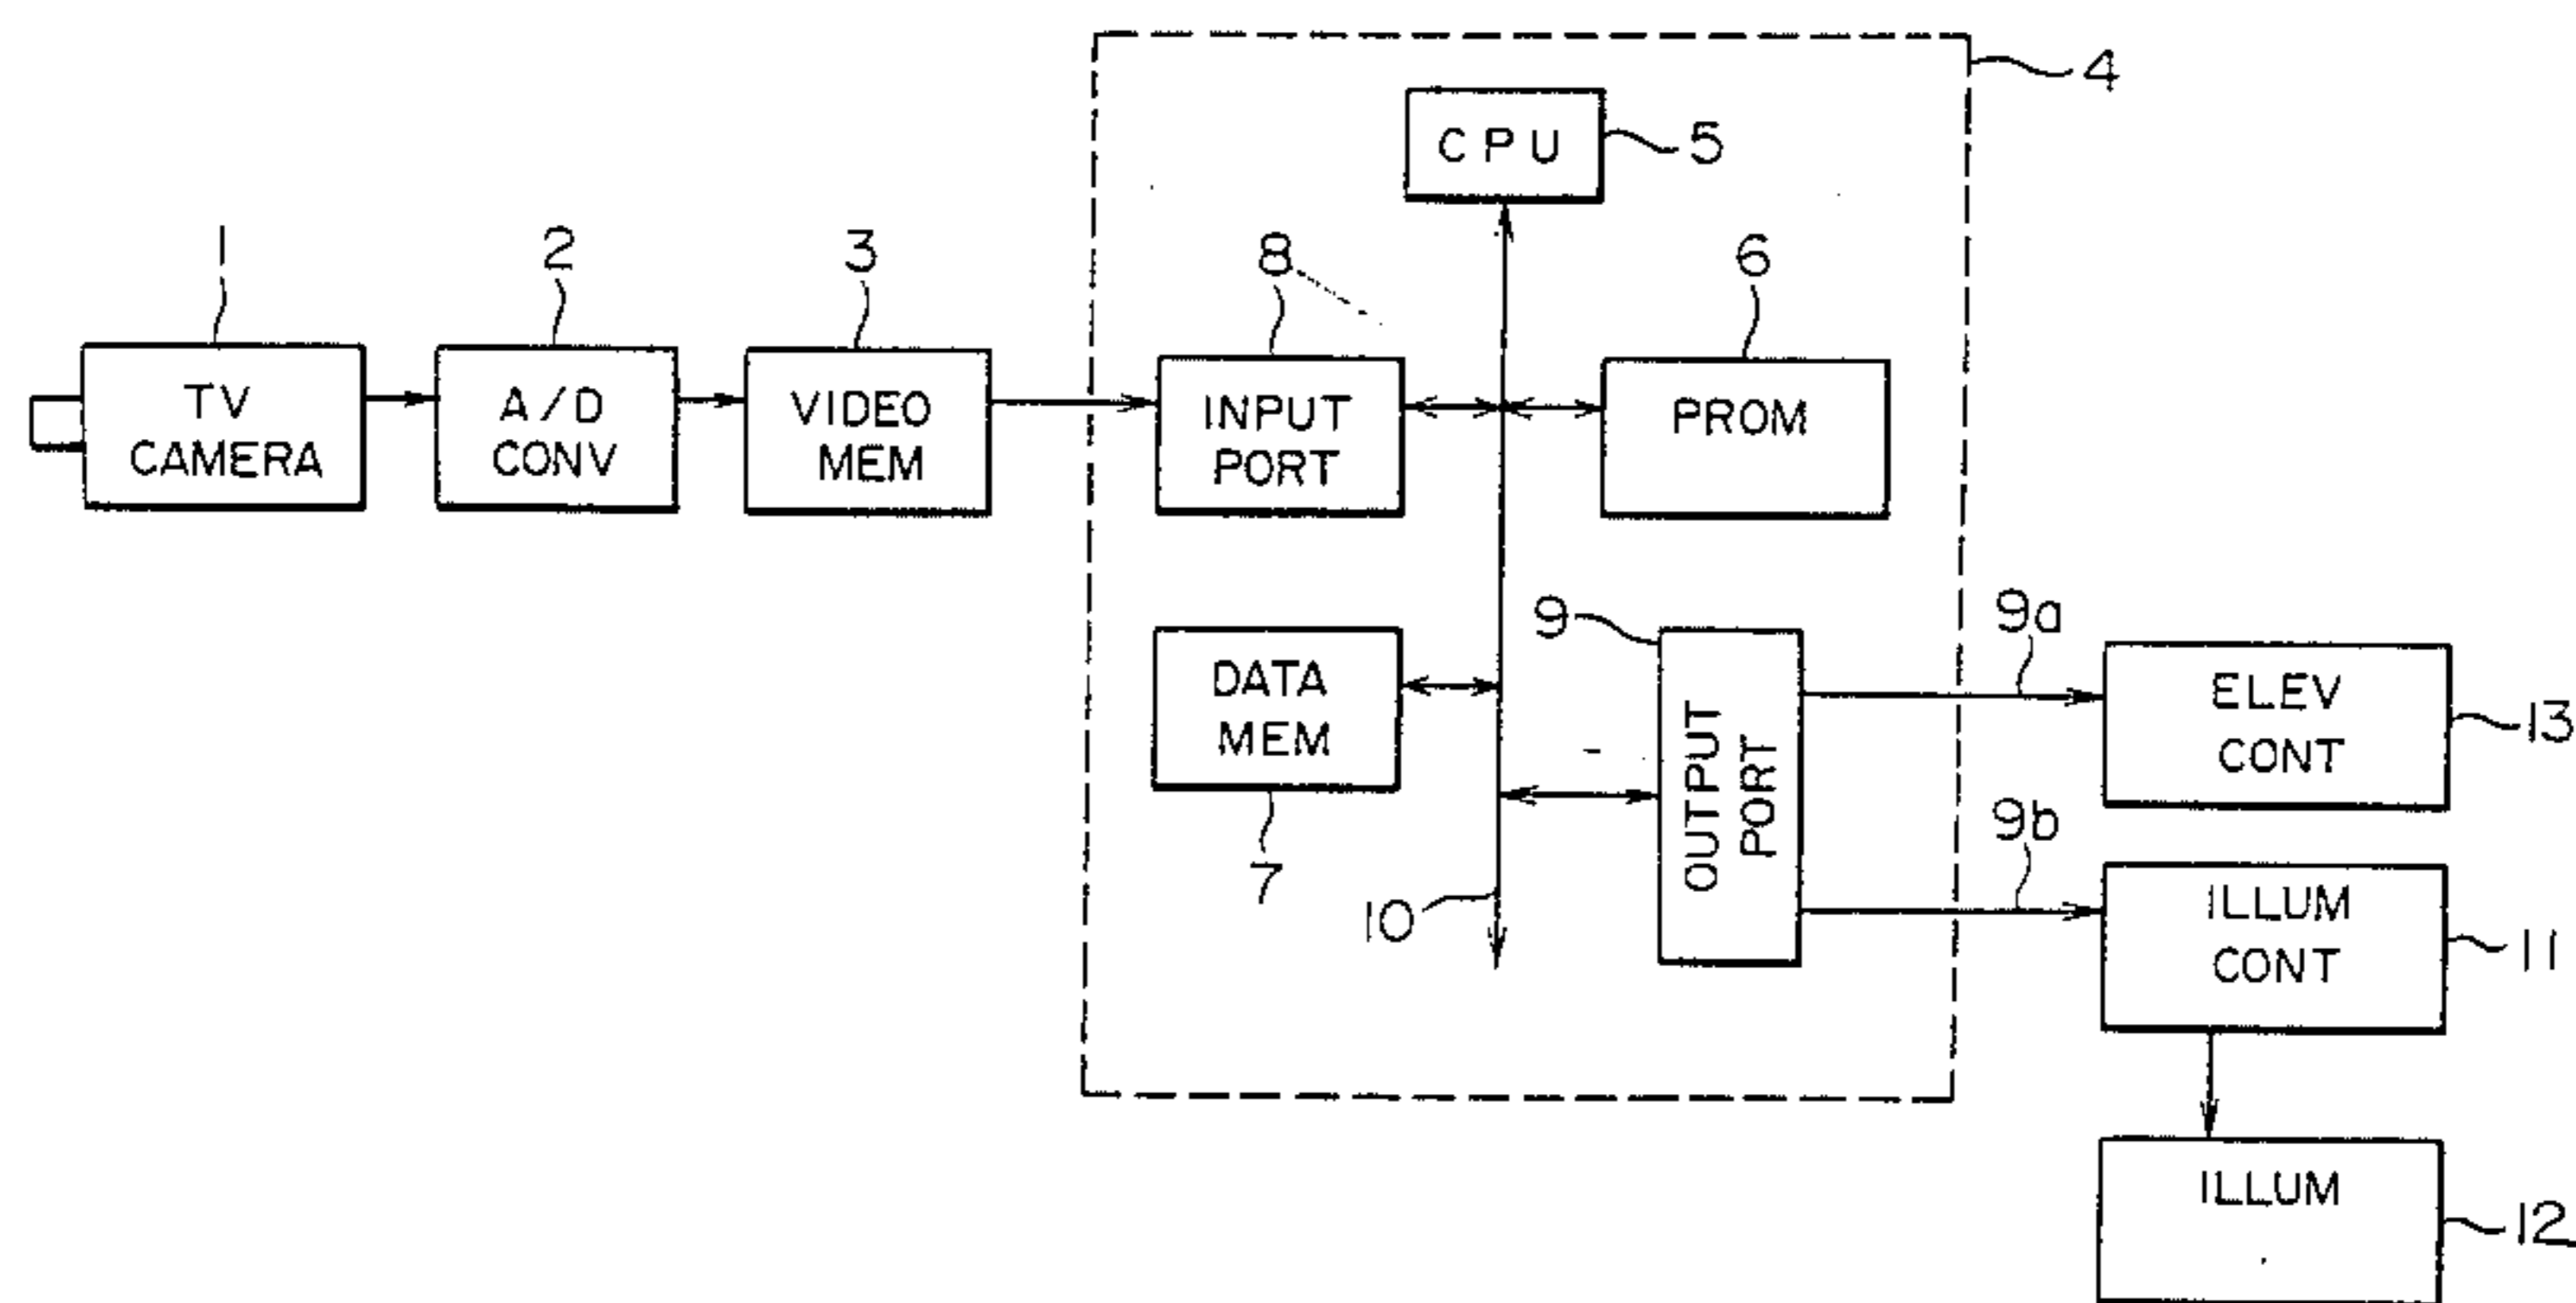 4
CPU
5
1
2
3
8
6
TV
CAMERA
A/D
CONV
VIDEO
MEM
INPUT
PORT
PROM
DATA
MEM
7
9
OUTPUT
PORT
10
9a
9b
ELEV
CONT
13
ILLUM
CONT
11
ILLUM
12